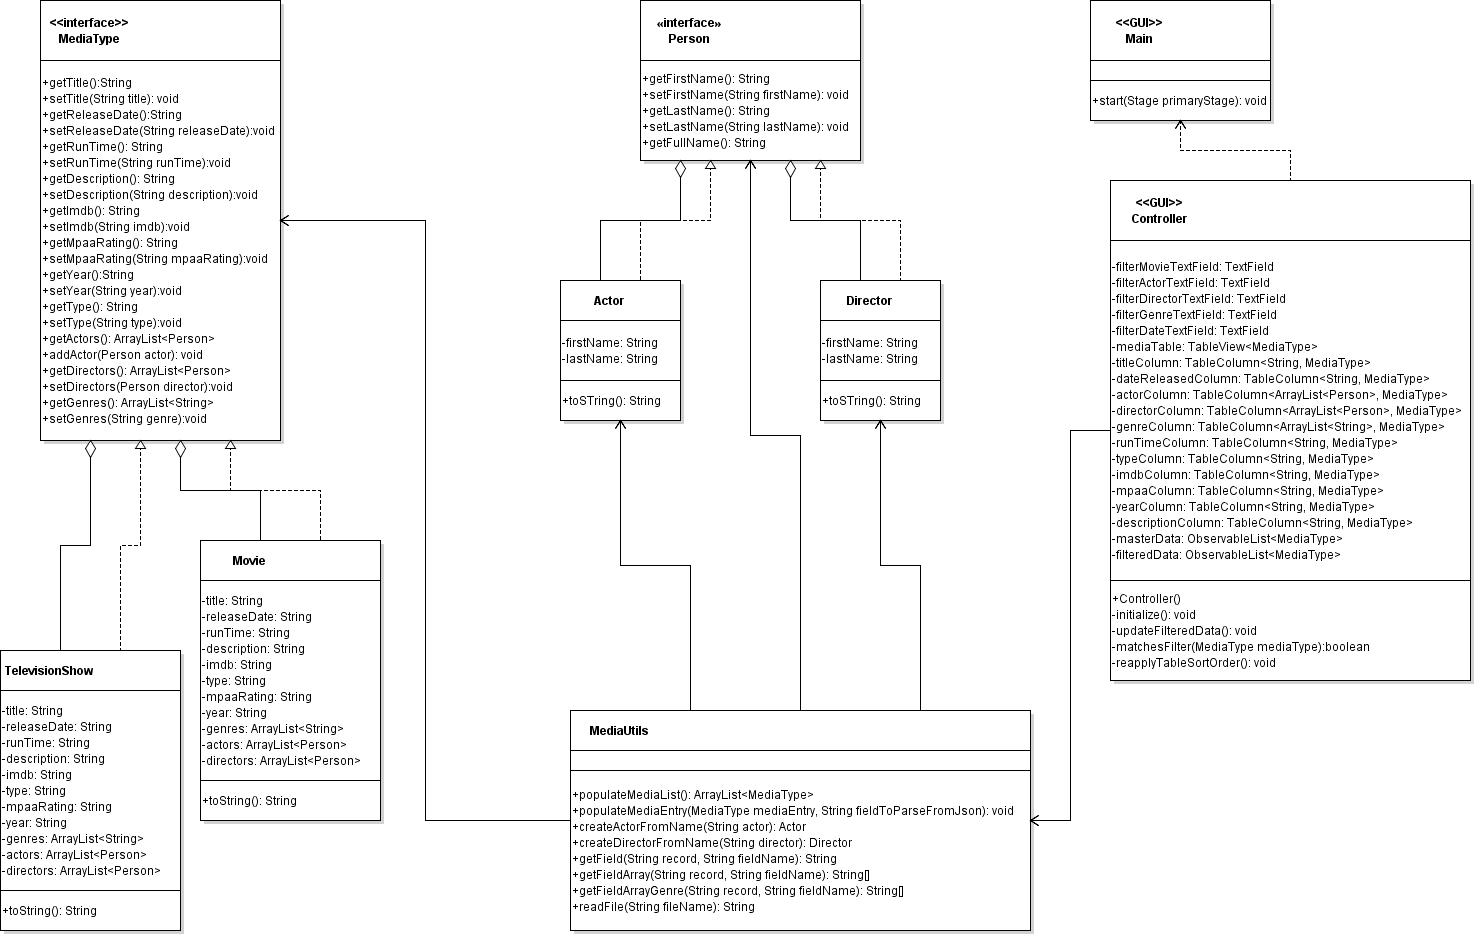 <<interface>>
MediaType
+getTitle():String
+setTitle(String title): void
+getReleaseDate():String
+setReleaseDate(String releaseDate):void
+getRunTime(): String
+setRunTime(String runTime):void
+getDescription(): String
+setDescription(String description):void
+getImdb(): String
+setImdb(String imdb):void
+getMpaaRating(): String
+setMpaaRating(String mpaaRating):void
+getYear():String
+setYear(String year):void
+getType(): String
+setType(String type):void
+getActors(): ArrayList<Person>
+addActor(Person actor): void
+getDirectors(): ArrayList<Person>
+setDirectors(Person director):void
+getGenres(): ArrayList<String>
+setGenres(String genre):void
«interface»
Person
+getFirstName(): String
+setFirstName(String firstName): void
+getLastName(): String
+setLastName(String lastName): void
+getFullName(): String
<<GUI>>
Main
+start(Stage primaryStage): void
<<GUI>>
Controller
-filterMovieTextField: TextField
-filterActorTextField: TextField
-filterDirectorTextField: TextField
-filterGenreTextField: TextField
-filterDateTextField: TextField
-mediaTable: TableView<MediaType>
-titleColumn: TableColumn<String, MediaType>
-dateReleasedColumn: TableColumn<String, MediaType>
-actorColumn: TableColumn<ArrayList<Person>, MediaType>
-directorColumn: TableColumn<ArrayList<Person>, MediaType>
-genreColumn: TableColumn<ArrayList<String>, MediaType>
-runTimeColumn: TableColumn<String, MediaType>
-typeColumn: TableColumn<String, MediaType>
-imdbColumn: TableColumn<String, MediaType>
-mpaaColumn: TableColumn<String, MediaType>
-yearColumn: TableColumn<String, MediaType>
-descriptionColumn: TableColumn<String, MediaType>
-masterData: ObservableList<MediaType>
-filteredData: ObservableList<MediaType>
+Controller()
-initialize(): void
-updateFilteredData(): void
-matchesFilter(MediaType mediaType):boolean
-reapplyTableSortOrder(): void
Actor
-firstName: String
-lastName: String
+toSTring(): String
Director
-firstName: String
-lastName: String
+toSTring(): String
Movie
-title: String
-releaseDate: String
-runTime: String
-description: String
-imdb: String
-type: String
-mpaaRating: String
-year: String
-genres: ArrayList<String>
-actors: ArrayList<Person>
-directors: ArrayList<Person>
+toString(): String
TelevisionShow
-title: String
-releaseDate: String
-runTime: String
-description: String
-imdb: String
-type: String
-mpaaRating: String
-year: String
-genres: ArrayList<String>
-actors: ArrayList<Person>
-directors: ArrayList<Person>
+toString(): String
MediaUtils
+populateMediaList(): ArrayList<MediaType>
+populateMediaEntry(MediaType mediaEntry, String fieldToParseFromJson): void
+createActorFromName(String actor): Actor
+createDirectorFromName(String director): Director
+getField(String record, String fieldName): String
+getFieldArray(String record, String fieldName): String[]
+getFieldArrayGenre(String record, String fieldName): String[]
+readFile(String fileName): String